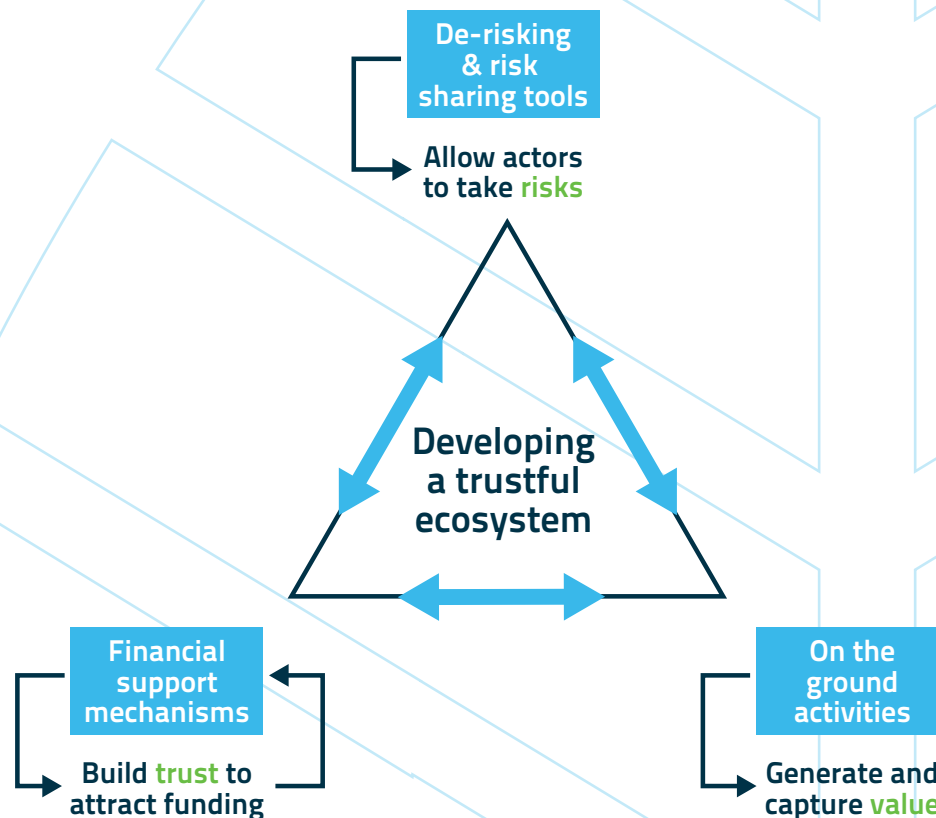 De-risking
& risk
sharing tools
Allow actors
to take risks
Developing
a trustful
ecosystem
Financial
support
mechanisms
Build trust to
attract funding
On the
ground
activities
Generate and
capture value